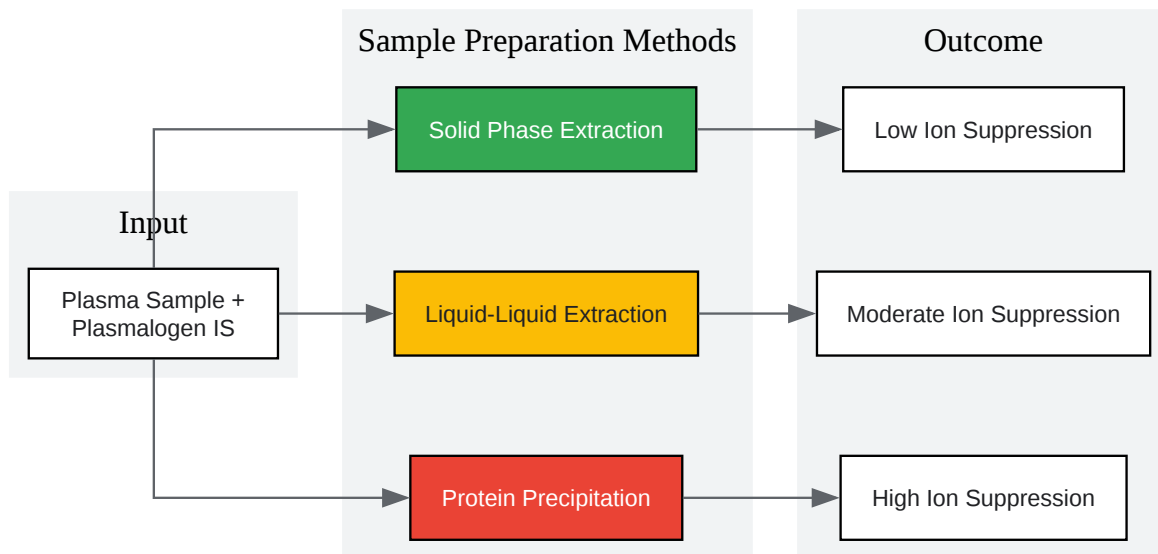 Sample Preparation Methods
Outcome
Solid Phase Extraction
Low Ion Suppression
Input
Plasma Sample +
Plasmalogen IS
Liquid-Liquid Extraction
Moderate Ion Suppression
Protein Precipitation
High Ion Suppression